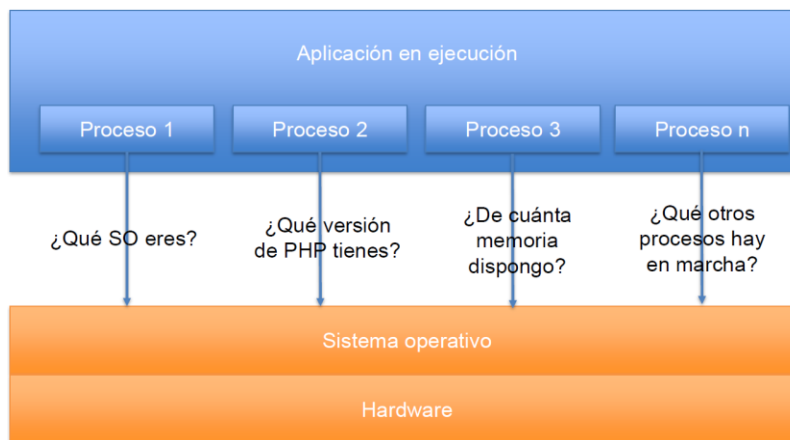 Aplicación en ejecución
Proceso 1
Proceso 2
Proceso 3
Proceso n
¿Qué SO eres?
¿Qué versión
de PHP tienes?
¿De cuánta
memoria
dispongo?
¿Qué otros
procesos hay
en marcha?
Sistema operativo
Hardware